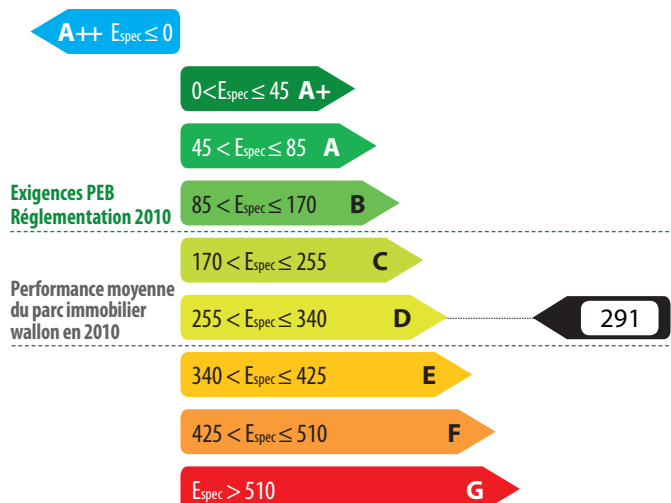 A++ Espec ≤ 0
0<Espec ≤ 45 A+
45 < Espec ≤ 85 A
Exigences PEB
Réglementation 2010
85 < Espec ≤ 170 B
170 < Espec ≤ 255 C
Performance moyenne
du parc immobilier
wallon en 2010
255 < Espec ≤ 340 D
291
340 < Espec ≤ 425 E
425 < Espec ≤ 510 F
Espec > 510 G